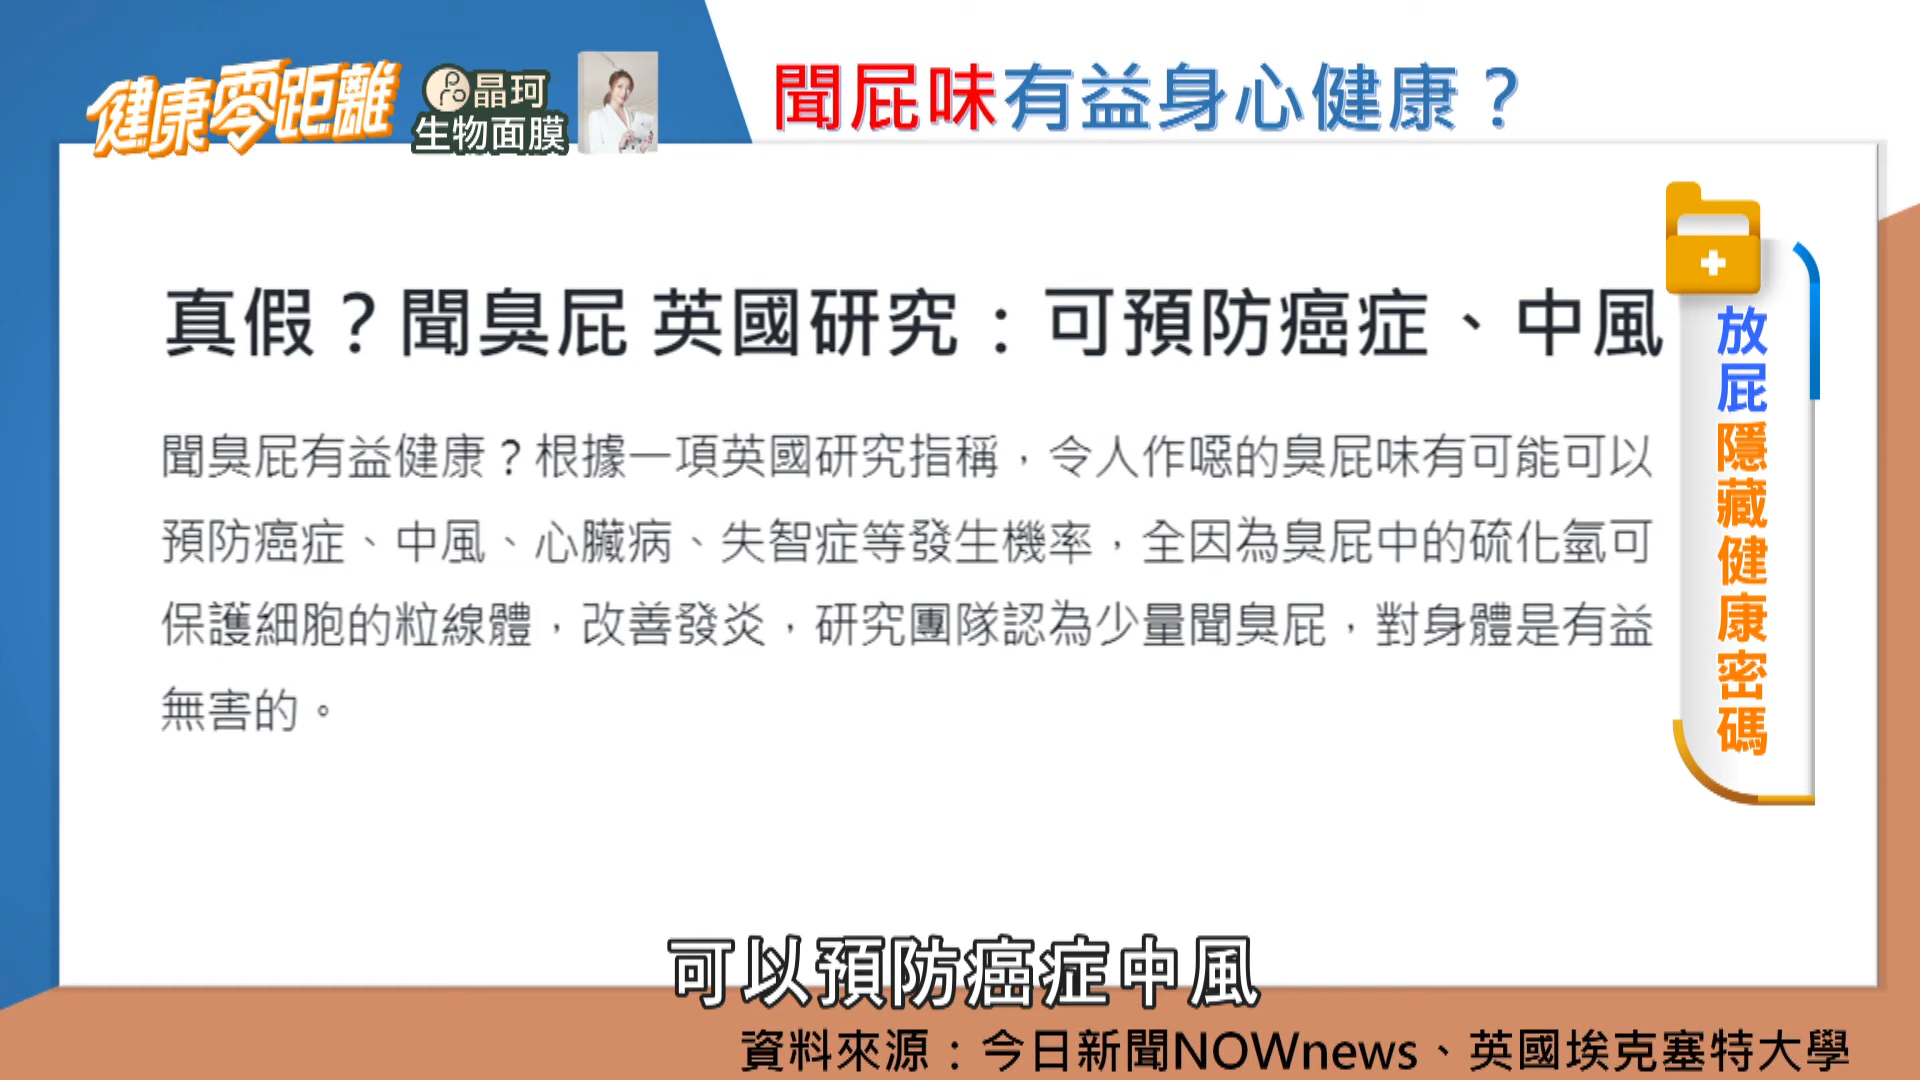 健康零距離
晶珂
生物面膜
聞屁味有益身心健康？
真假？聞臭屁 英國研究：可預防癌症、中風
聞臭屁有益健康？根據一項英國研究指稱，令人作噁的臭屁味有可能可以
預防癌症、中風、心臟病、失智症等發生機率，全因為臭屁中的硫化氫可
保護細胞的粒線體，改善發炎，研究團隊認為少量聞臭屁，對身體是有益
無害的。
放屁隱藏健康密碼
可以預防癌症中風
資料來源：今日新聞NOWnews、英國埃克塞特大學